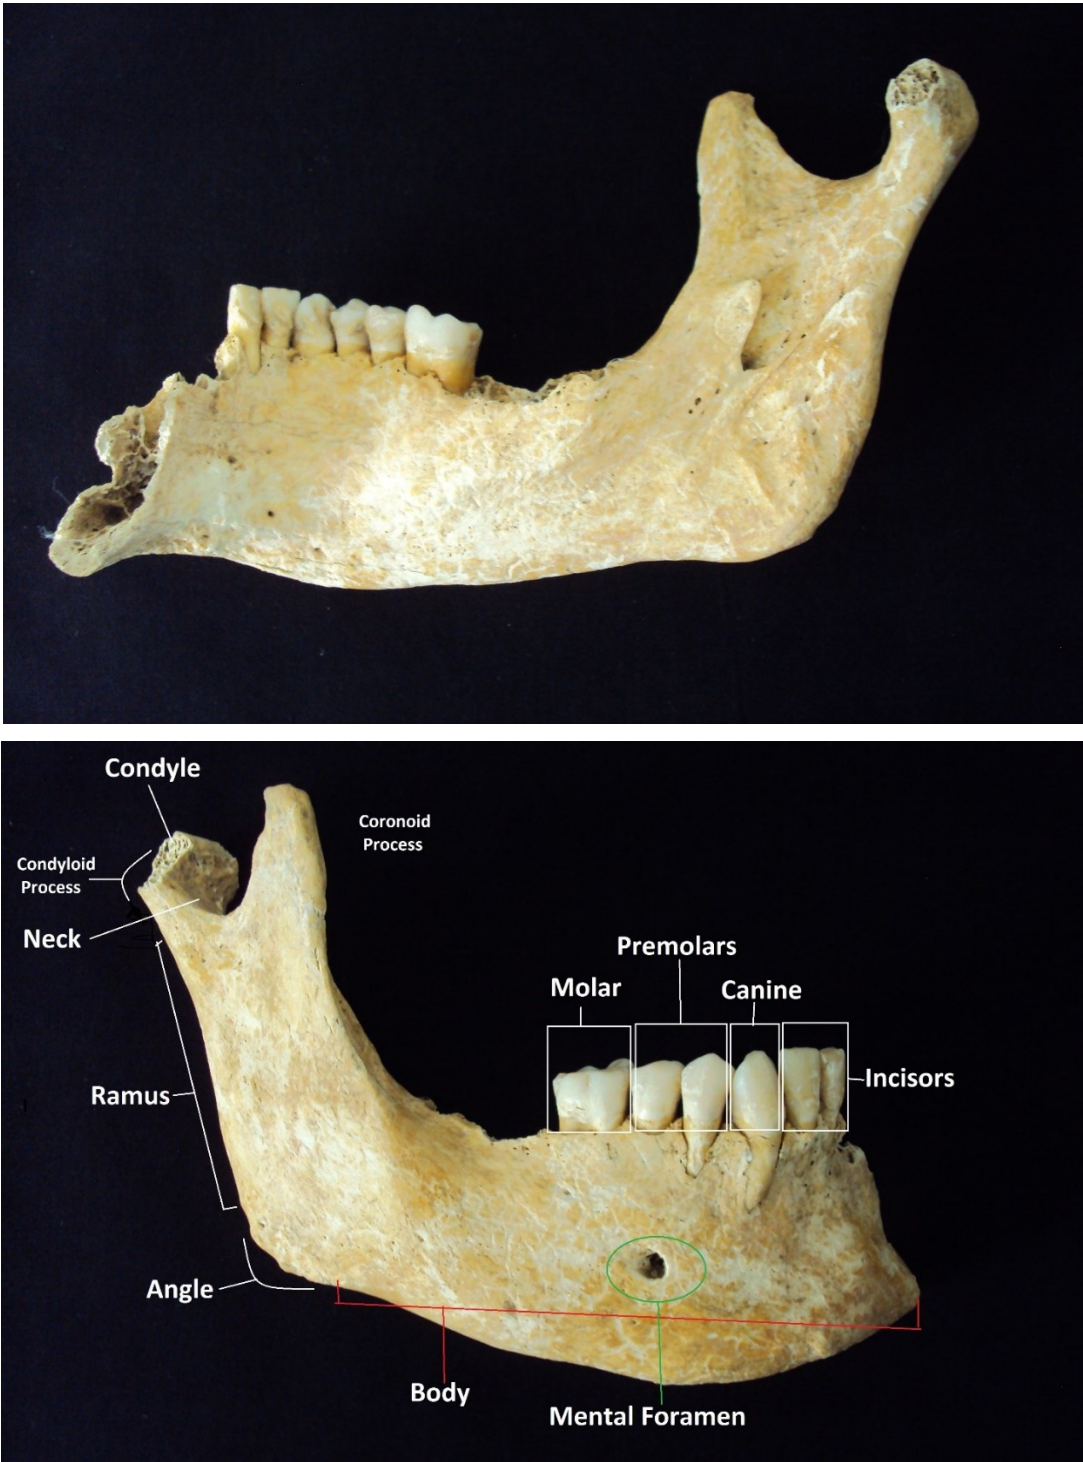 Condyle
Coronoid
Process
Condyloid
Process
Neck
Premolars
Molar
Canine
Incisors
Ramus
Angle
Body
Mental Foramen